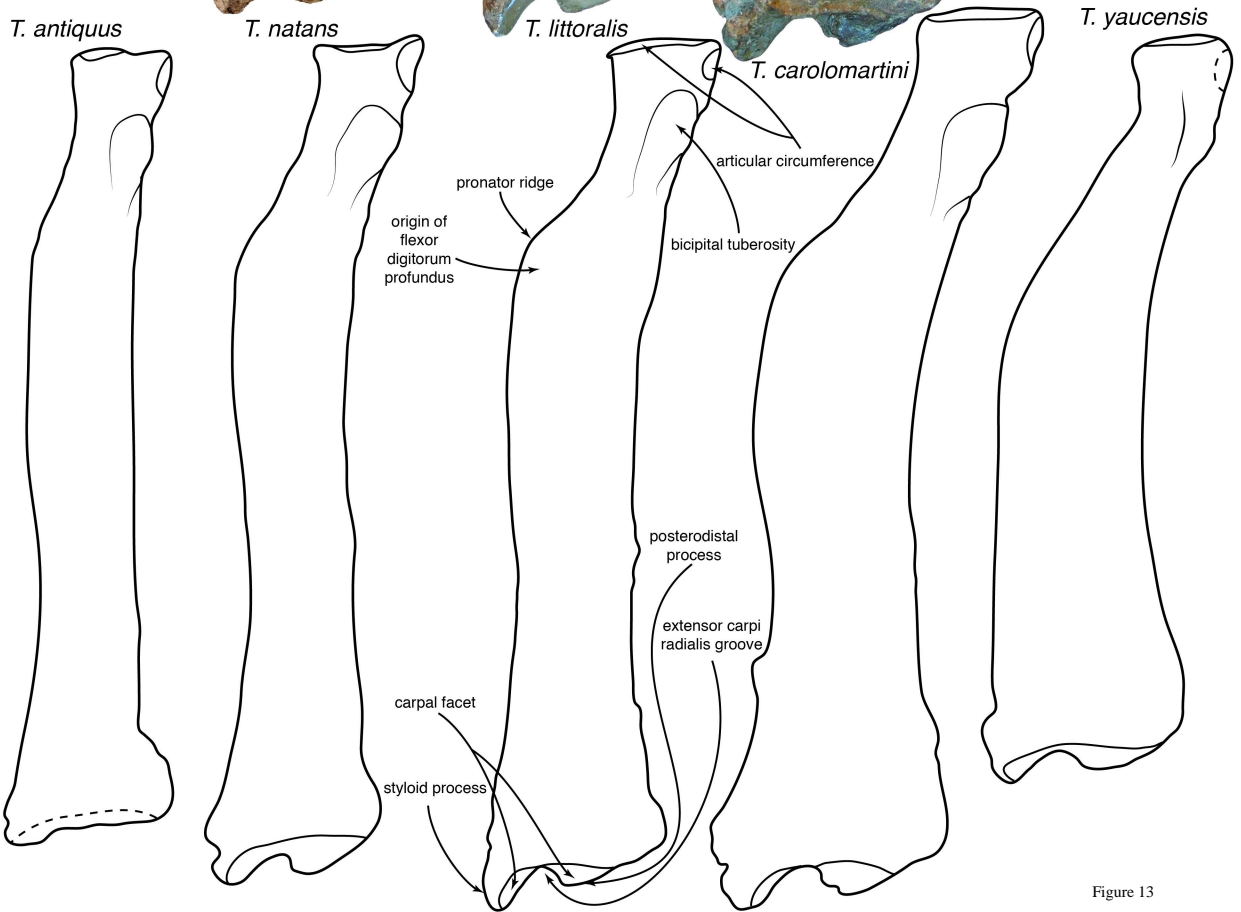 T. antiquus
T. natans
T. littoralis
T. carolomartini
T. yaucensis
articular circumference
pronator ridge
origin of
flexor
digitorum
profundus
bicipital tuberosity
posterodistal
process
extensor carpi
radialis groove
carpal facet
styloid process
Figure 13